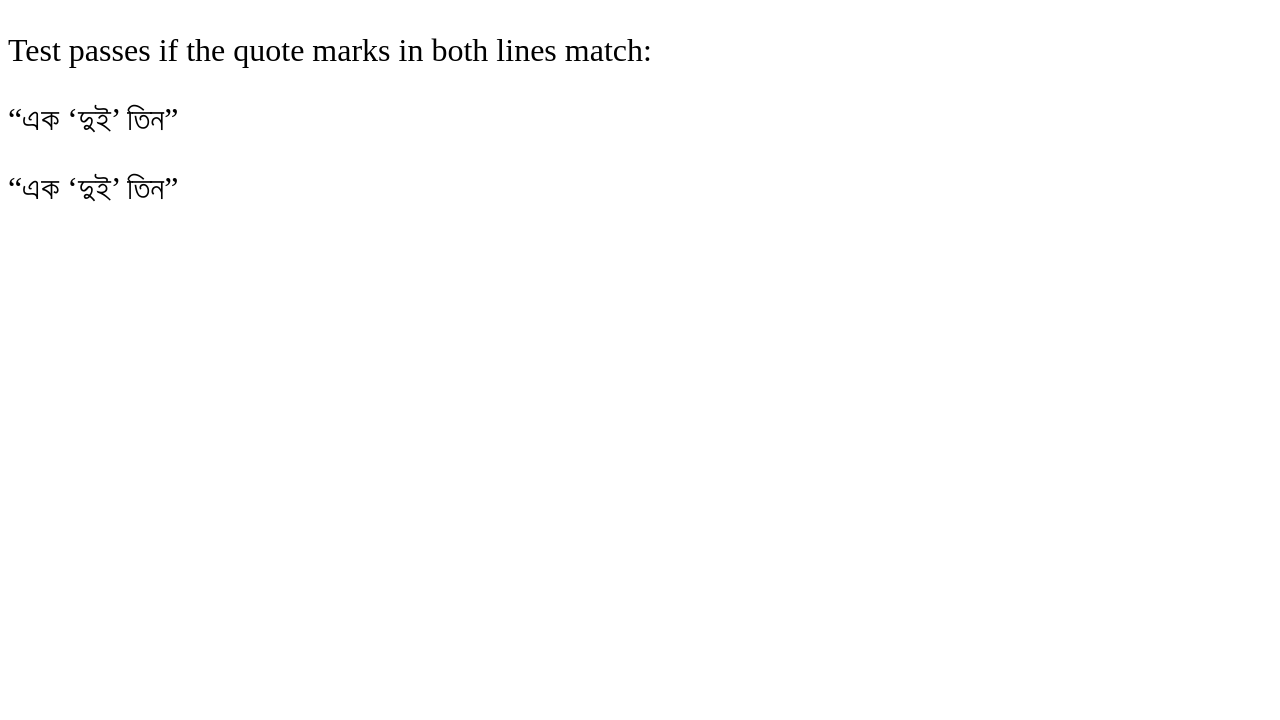 Test passes if the quote marks in both lines match:
“এক ‘দুই’ তিন”
“এক ‘দুই’ তিন”